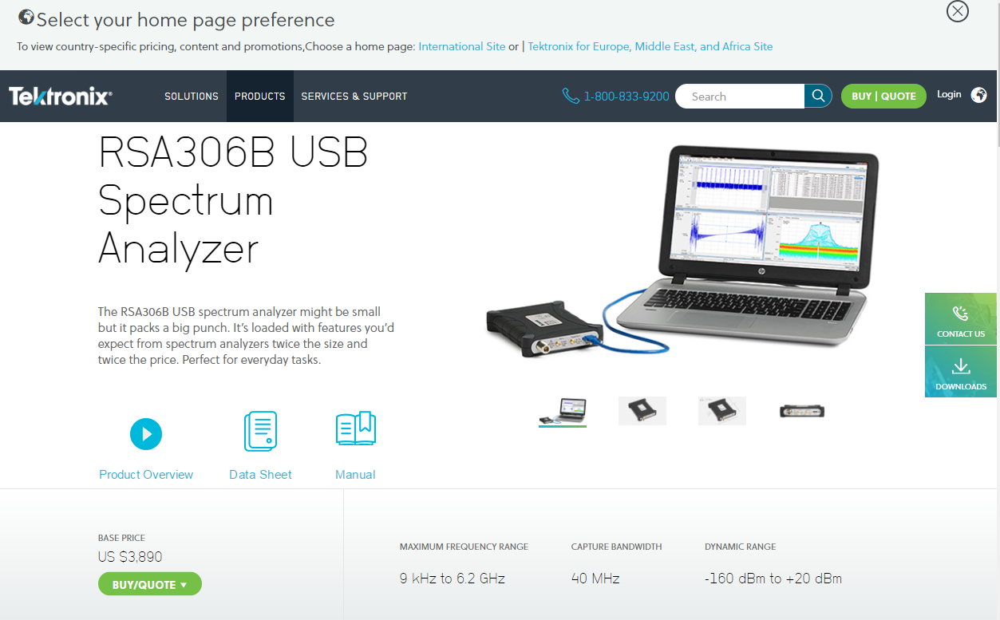 Select your home page preference
To view country-specific pricing, content and promotions,Choose a home page: International Site or | Tektronix for Europe, Middle East, and Africa Site
Tektronix®
SOLUTIONS
PRODUCTS
SERVICES & SUPPORT
1-800-833-9200
Search
BUY | QUOTE
Login
RSA306B USB
Spectrum
Analyzer
The RSA306B USB spectrum analyzer might be small
but it packs a big punch. It’s loaded with features you’d
expect from spectrum analyzers twice the size and
twice the price. Perfect for everyday tasks.
hp
CONTACT US
DOWNLOADS
Product Overview
Data Sheet
Manual
BASE PRICE
US $3,890
BUY/QUOTE
MAXIMUM FREQUENCY RANGE
9 kHz to 6.2 GHz
CAPTURE BANDWIDTH
40 MHz
DYNAMIC RANGE
-160 dBm to +20 dBm